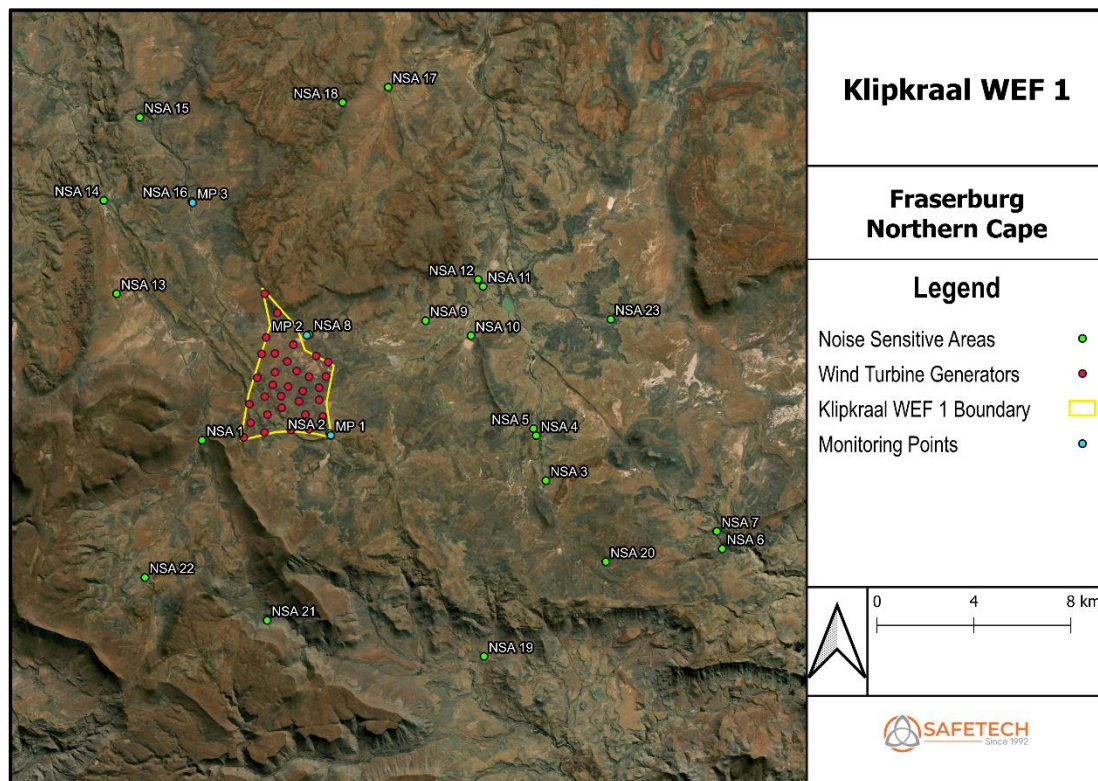 NSA 17
NSA 18
NSA 15
NSA 14
NSA 16
MP 3
NSA 13
NSA 12
NSA 11
NSA 9
NSA 23
MP 2
NSA 8
NSA 10
NSA 5
NSA 4
NSA 1
NSA 2
MP 1
NSA 3
NSA 7
NSA 6
NSA 20
NSA 22
NSA 21
NSA 19
Klipkraal WEF 1
Fraserburg
Northern Cape
Legend
Noise Sensitive Areas
Wind Turbine Generators
Klipkraal WEF 1 Boundary
Monitoring Points
0 4 8 km
SAFETECH
Since 1992